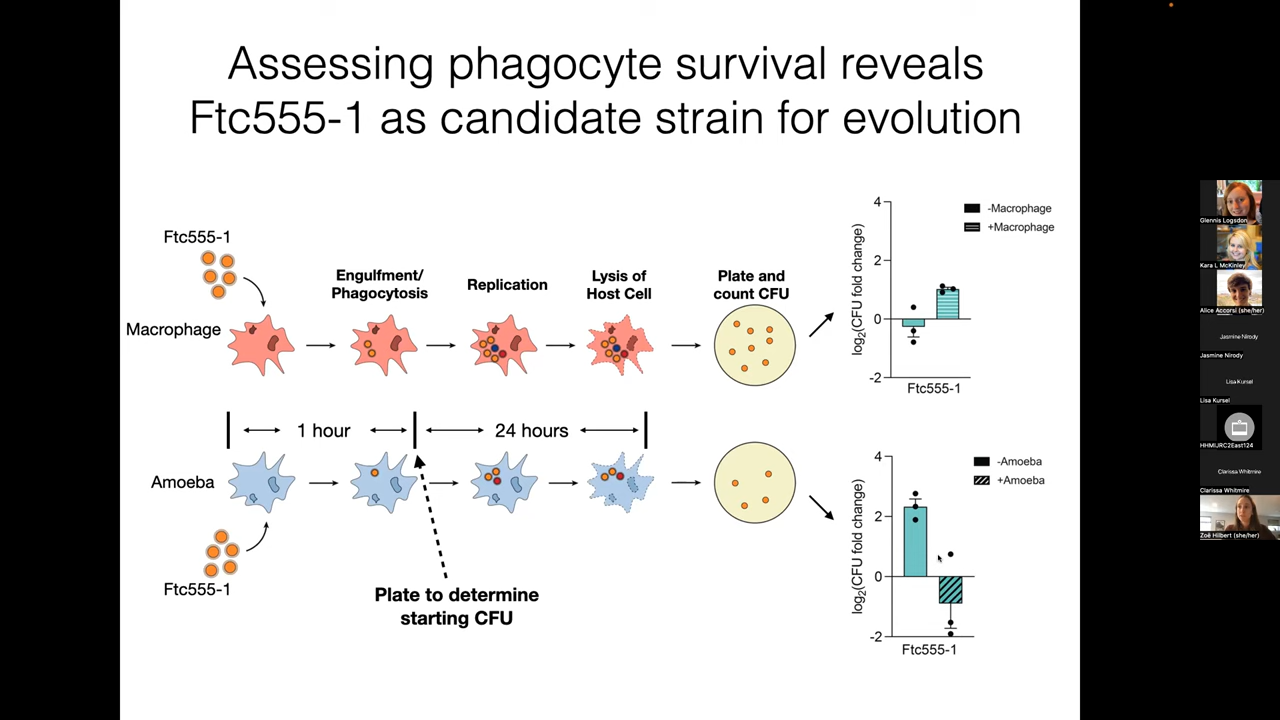 Assessing phagocyte survival reveals
Ftc555-1 as candidate strain for evolution
Ftc555-1
Macrophage
Engulfment/
Phagocytosis
Replication
Lysis of
Host Cell
Plate and
count CFU
1 hour
24 hours
Amoeba
Ftc555-1
Plate to determine
starting CFU
log2(CFU fold change)
4
2
0
-2
-Macrophage
+Macrophage
Ftc555-1
log2(CFU fold change)
4
2
0
-2
-Amoeba
+Amoeba
Ftc555-1
Glennis Logsdon
Kara L McKinley
Alice Accorsi (she/her)
Jasmine Nirody
Jasmine Nirody
Lisa Kursel
Lisa Kursel
HHMIJRC2East124
Clarissa Whitmire
Clarissa Whitmire
Zoë Hilbert (she/her)